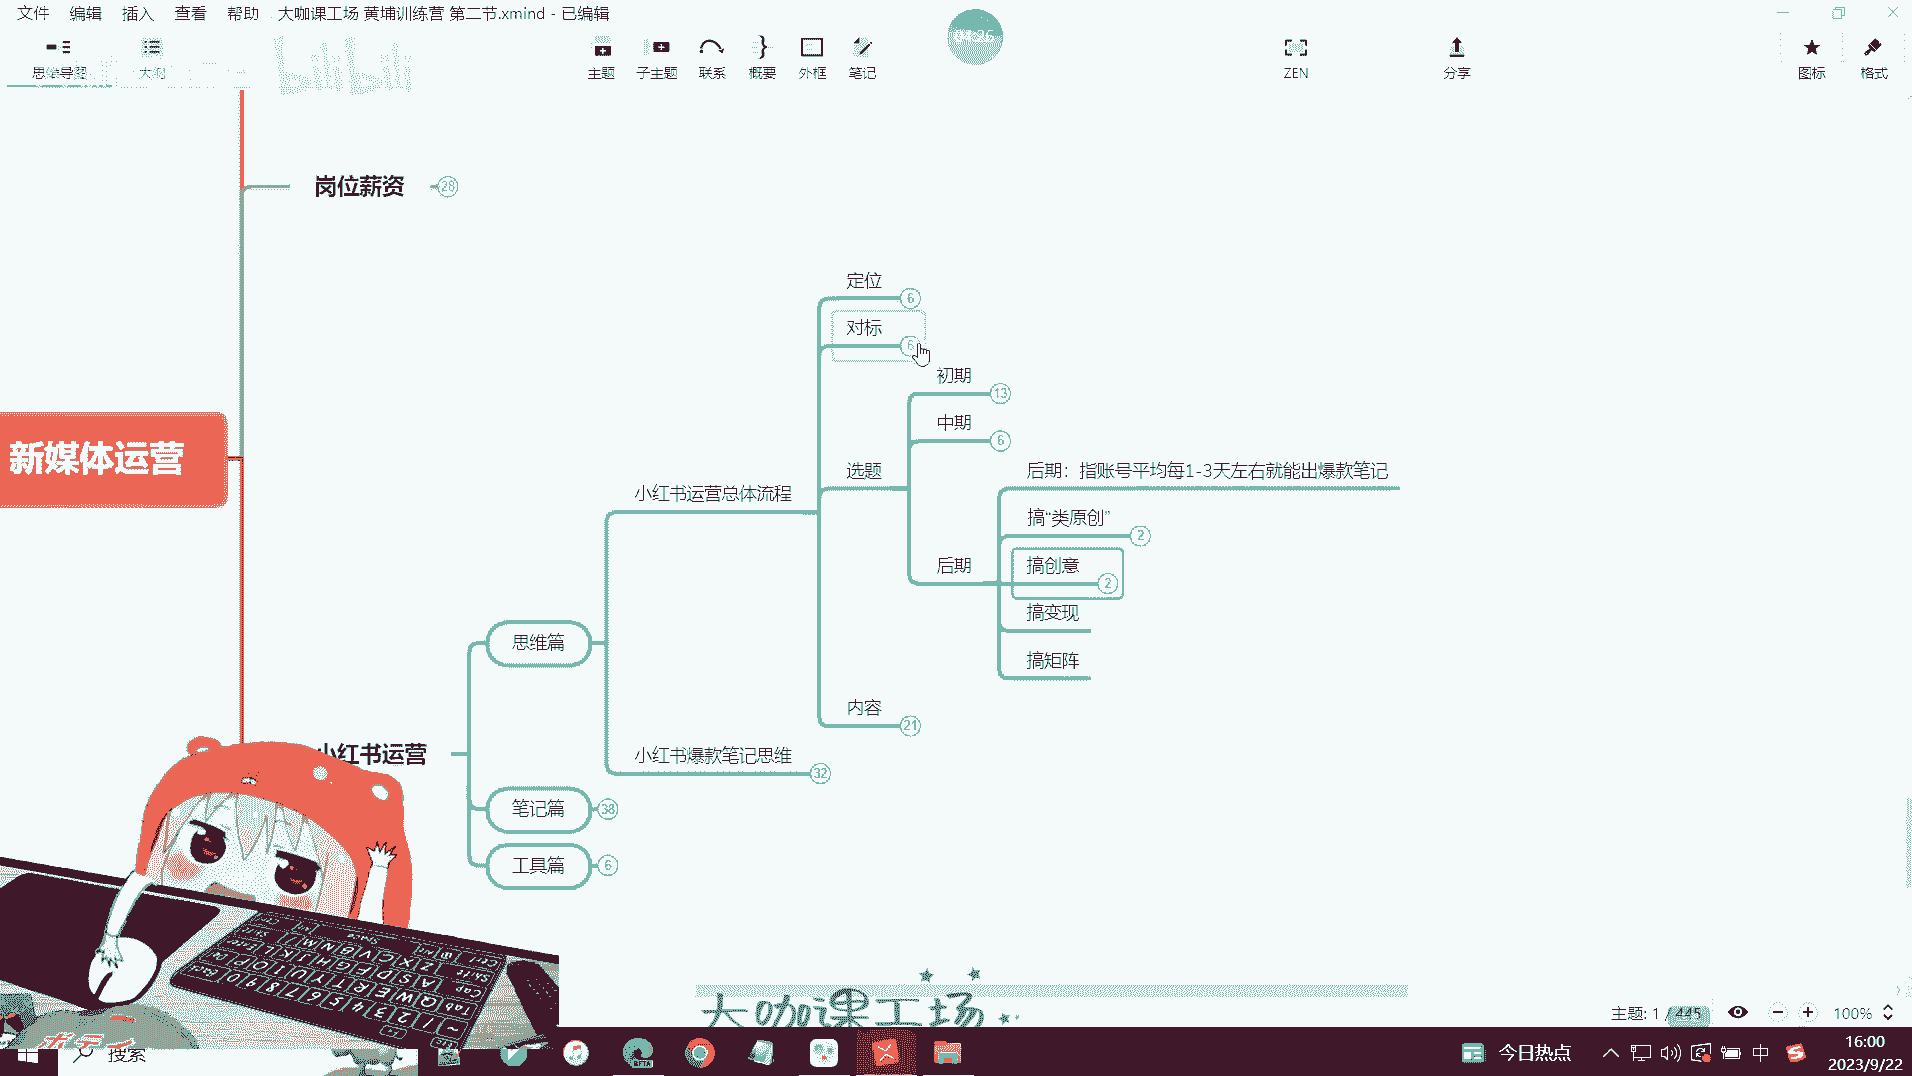 文件 编辑 插入 查看 帮助 大咖课工场 黄埔训练营 第二节.xmind - 已编辑
思维导图 大纲
bilibili
主题 子主题 联系 概要 外框 笔记
04:26
ZEN
分享
图标 格式
岗位薪资 28
定位 6
对标 6
初期 13
中期 6
选题
后期：指账号平均每1-3天左右就能出爆款笔记
新媒体运营
小红书运营总体流程
搞“类原创” 2
后期
搞创意 2
搞变现
思维篇
搞矩阵
内容 21
小红书运营
小红书爆款笔记思维 32
笔记篇 38
工具篇 6
大咖课工场
主题: 1 / 445
100%
搜索
BETA
今日热点
中
16:00
2023/9/22